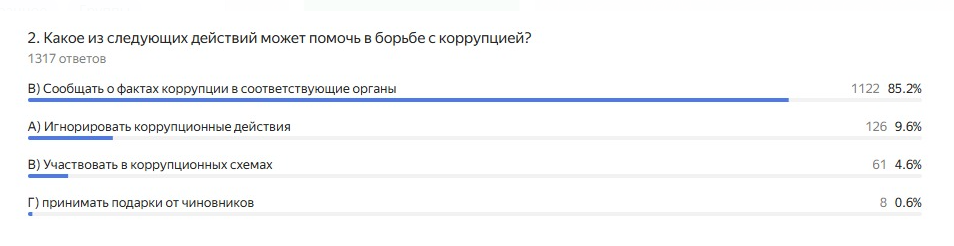 2. Какое из следующих действий может помочь в борьбе с коррупцией?
1317 ответов
В) Сообщать о фактах коррупции в соответствующие органы 1122 85.2%
А) Игнорировать коррупционные действия 126 9.6%
В) Участвовать в коррупционных схемах 61 4.6%
Г) принимать подарки от чиновников 8 0.6%